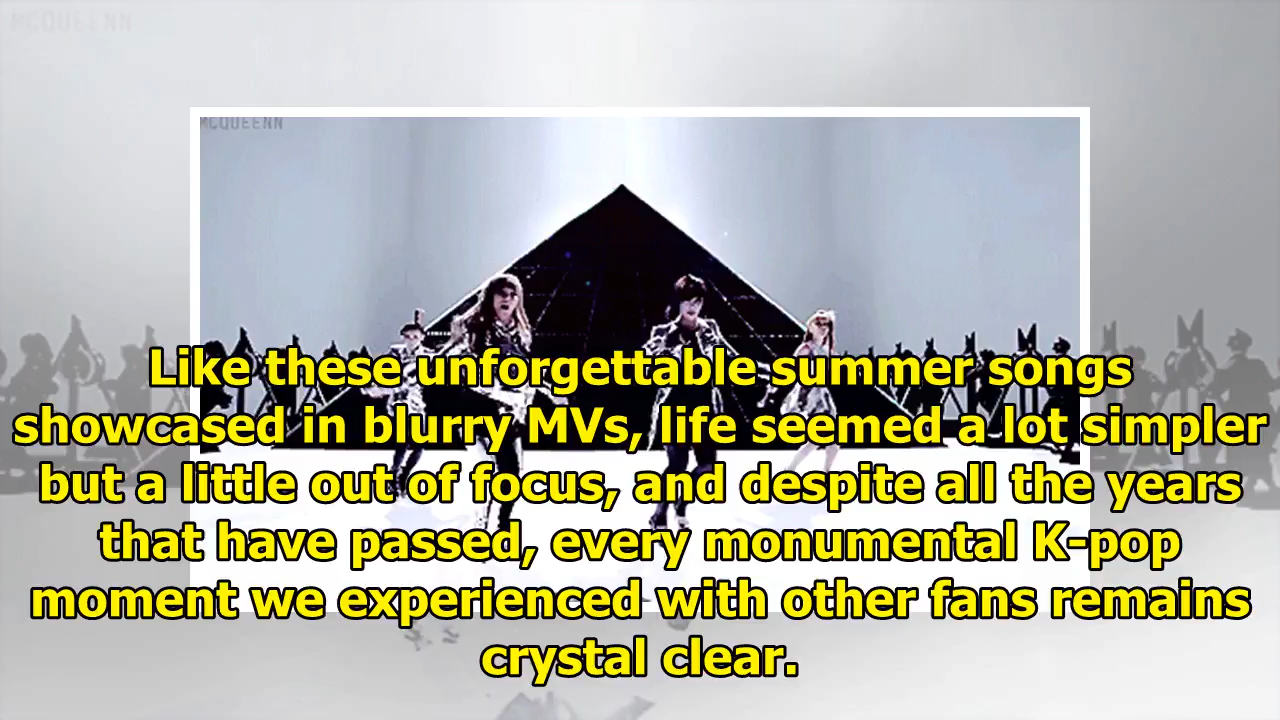 MCQUEENN
MCQUEENN
Like these unforgettable summer songs
showcased in blurry MVs, life seemed a lot simpler
but a little out of focus, and despite all the years
that have passed, every monumental K-pop
moment we experienced with other fans remains
crystal clear.